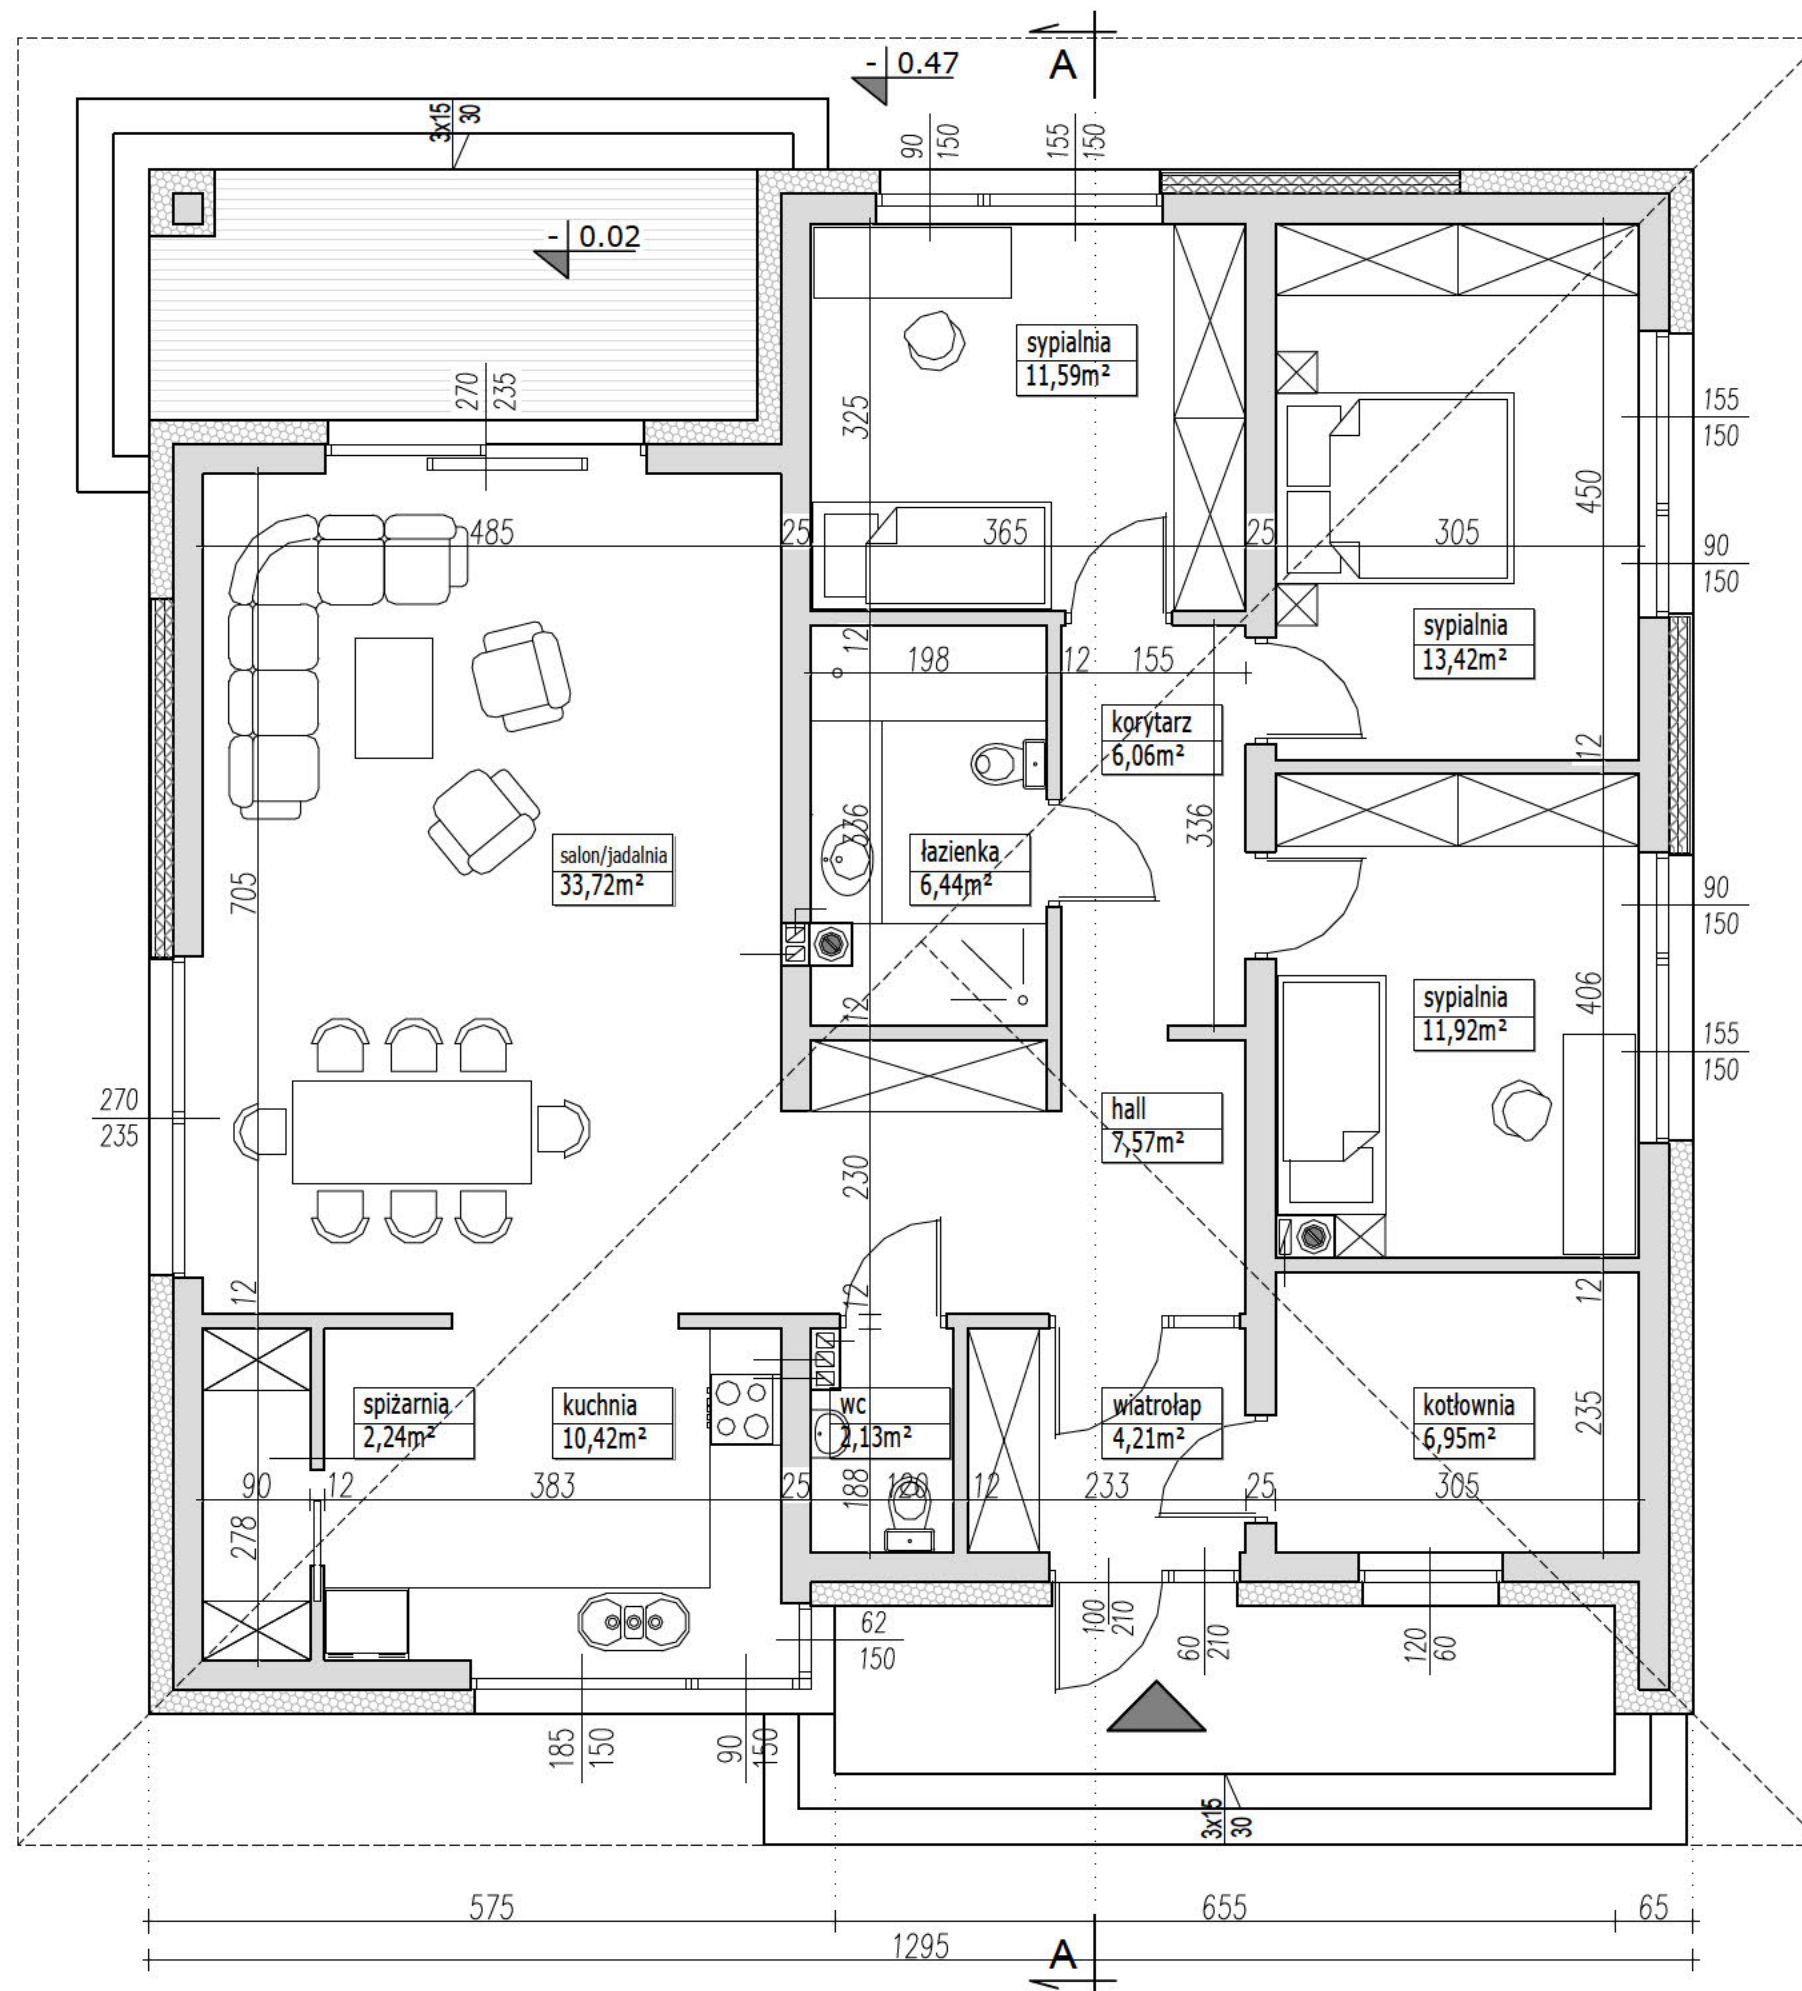 A
- 0.47
3x15
30
90
150
155
150
- 0.02
270
235
sypialnia
11,59m²
325
155
150
450
485
25
365
25
305
90
150
sypialnia
13,42m²
12
198
12
155
korytarz
6,06m²
12
336
336
łazienka
6,44m²
salon/jadalnia
33,72m²
705
90
150
sypialnia
11,92m²
406
12
155
150
270
235
hall
7,57m²
230
12
12
12
spiżarnia
2,24m²
kuchnia
10,42m²
wc
2,13m²
wiatrołap
4,21m²
kotłownia
6,95m²
235
90
12
383
25
188
120
12
233
25
305
278
62
150
100
210
60
210
120
60
185
150
90
150
3x15
30
575
655
65
1295
A